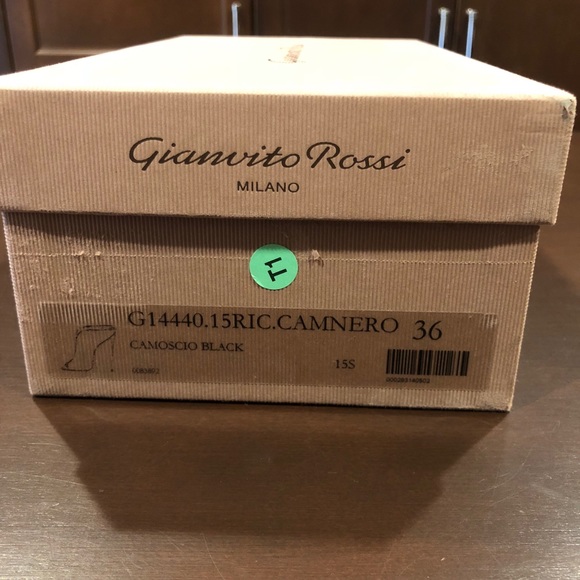 Gianvito Rossi
MILANO
T1
G14440.15RIC.CAMNERO 36
CAMOSCIO BLACK
15S